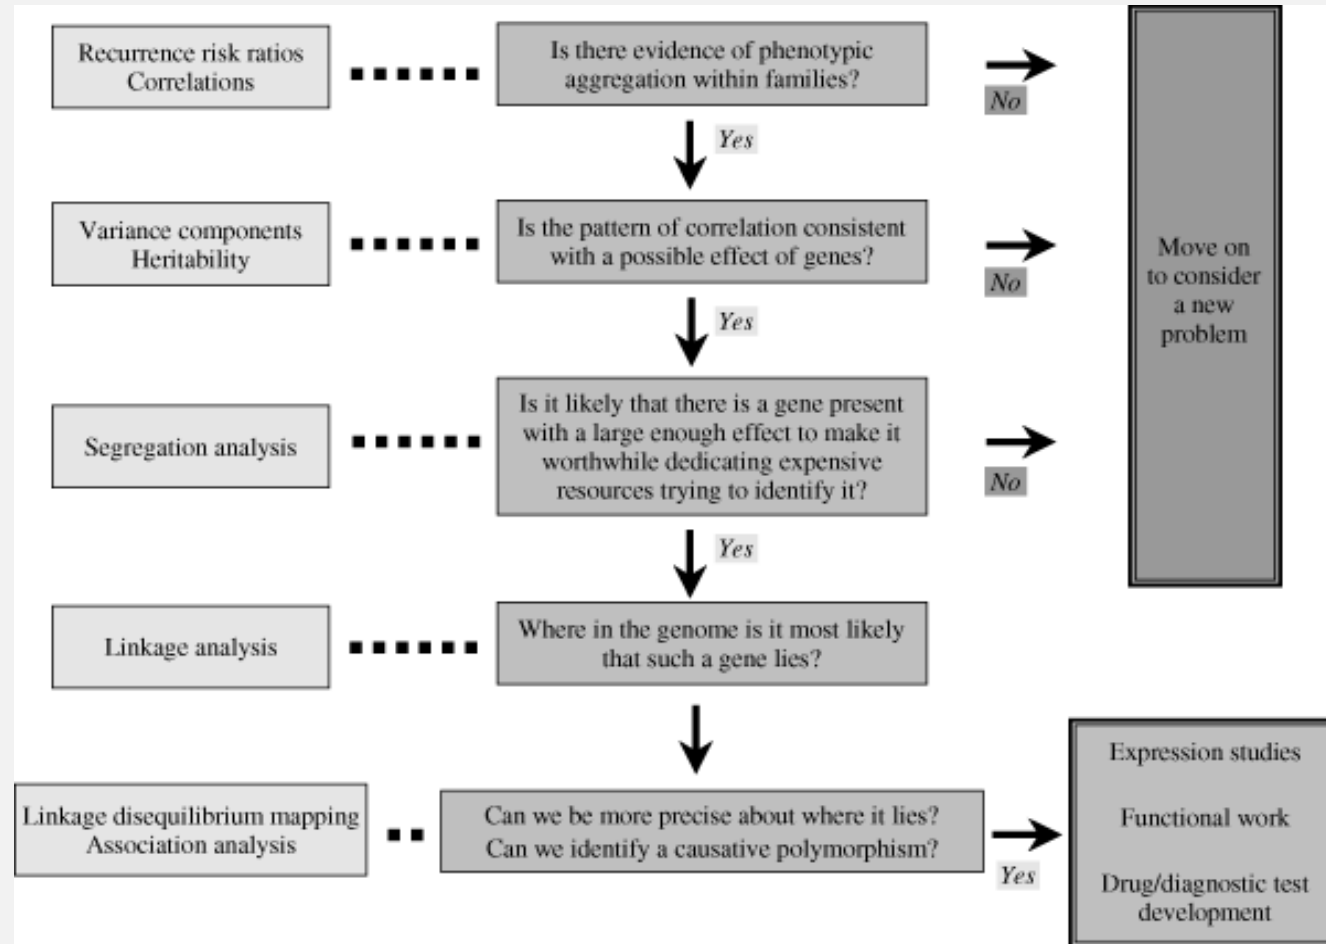 Recurrence risk ratios
Correlations
Is there evidence of phenotypic
aggregation within families?
No
Yes
Variance components
Heritability
Is the pattern of correlation consistent
with a possible effect of genes?
No
Yes
Move on
to consider
a new
problem
Segregation analysis
Is it likely that there is a gene present
with a large enough effect to make it
worthwhile dedicating expensive
resources trying to identify it?
No
Yes
Linkage analysis
Where in the genome is it most likely
that such a gene lies?
Linkage disequilibrium mapping
Association analysis
Can we be more precise about where it lies?
Can we identify a causative polymorphism?
Yes
Expression studies
Functional work
Drug/diagnostic test
development